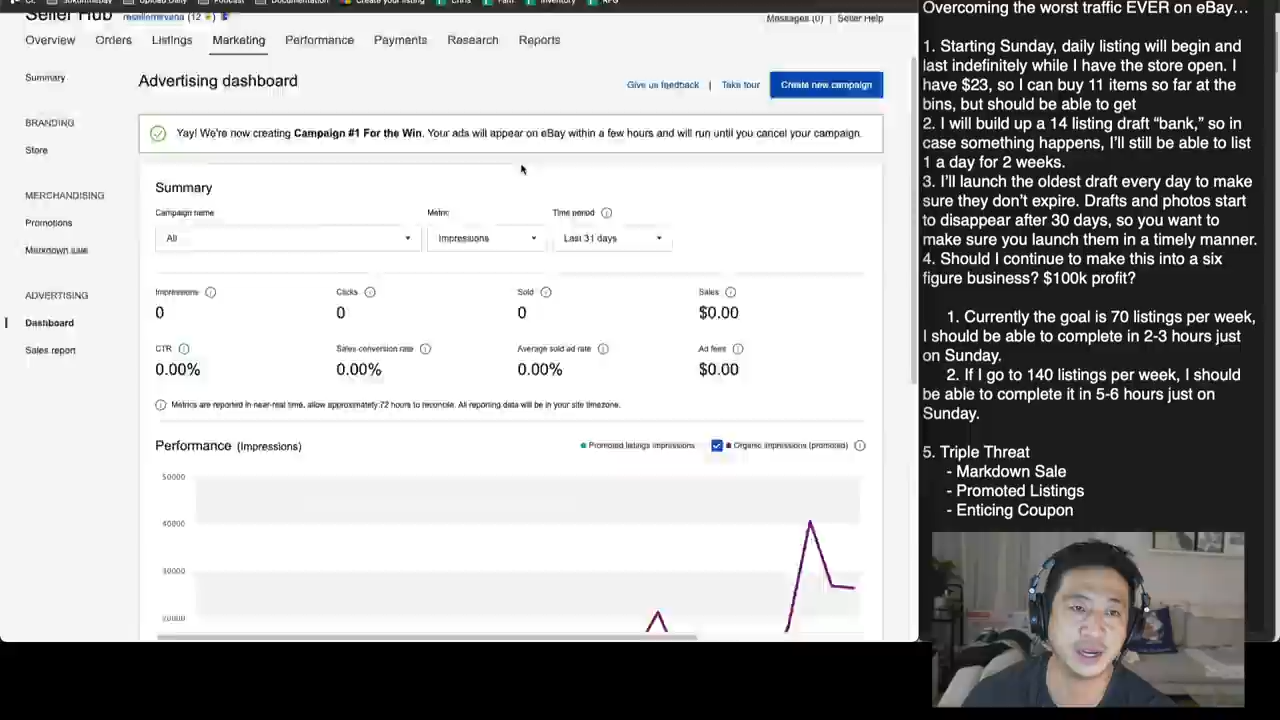 Podcast
Documentation
Inventory
Seller Hub
resellernirvana (12
Messages (0) | Seller Help
Overview Orders Listings Marketing Performance Payments Research Reports
Summary
BRANDING
Store
MERCHANDISING
Promotions
Markdown sale
ADVERTISING
Dashboard
Sales report
Advertising dashboard
Give us feedback | Take tour Create new campaign
Yay! We're now creating Campaign #1 For the Win. Your ads will appear on eBay within a few hours and will run until you cancel your campaign.
Summary
Campaign name Metric Time period
All Impressions Last 31 days
Impressions Clicks Sold Sales
0 0 0 $0.00
CTR Sales conversion rate Average sold ad rate Ad fees
0.00% 0.00% 0.00% $0.00
Metrics are reported in near-real time, allow approximately 72 hours to reconcile. All reporting data will be in your site timezone.
Performance (Impressions) Promoted listings impressions Organic impressions (promoted)
50000
40000
30000
20000
Overcoming the worst traffic EVER on eBay…
1. Starting Sunday, daily listing will begin and
last indefinitely while I have the store open. I
have $23, so I can buy 11 items so far at the
bins, but should be able to get
2. I will build up a 14 listing draft “bank,” so in
case something happens, I’ll still be able to list
1 a day for 2 weeks.
3. I’ll launch the oldest draft every day to make
sure they don’t expire. Drafts and photos start
to disappear after 30 days, so you want to
make sure you launch them in a timely manner.
4. Should I continue to make this into a six
figure business? $100k profit?
1. Currently the goal is 70 listings per week,
I should be able to complete in 2-3 hours just
on Sunday.
2. If I go to 140 listings per week, I should
be able to complete it in 5-6 hours just on
Sunday.
5. Triple Threat
- Markdown Sale
- Promoted Listings
- Enticing Coupon